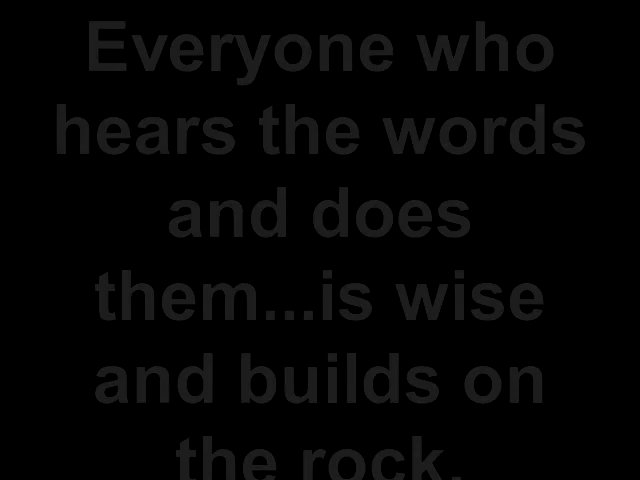 Everyone who
hears the words
and does
them...is wise
and builds on
the rock.